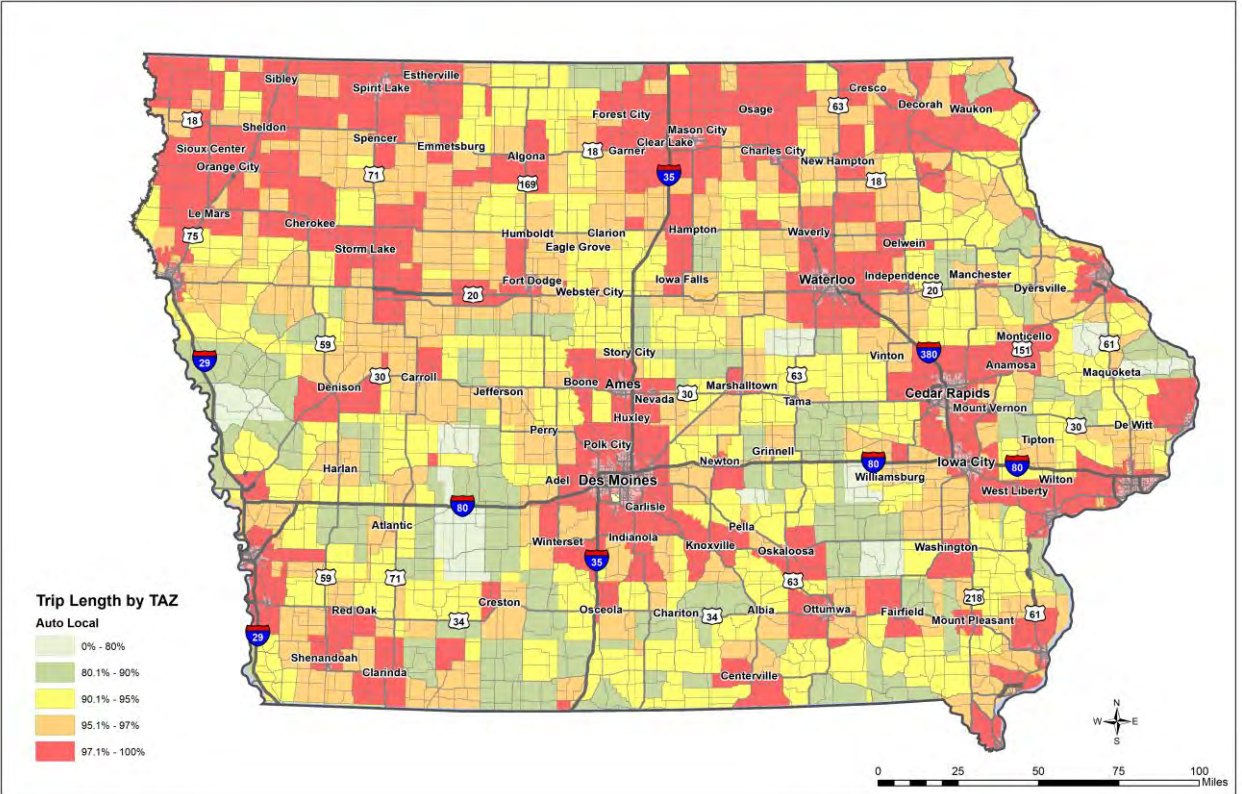 Sibley
Estherville
Spirit Lake
Cresco
63
Decorah
Waukon
Osage
Forest City
18
Sheldon
Mason City
Spencer
Clear Lake
Sioux Center
Emmetsburg
Algona
18
Garner
Charles City
New Hampton
Orange City
71
169
35
18
Le Mars
Cherokee
Humboldt
Clarion
Hampton
Waverly
75
Storm Lake
Eagle Grove
Oelwein
Fort Dodge
Iowa Falls
Waterloo
Independence
Manchester
20
Webster City
20
Dyersville
59
Monticello
29
Story City
Vinton
380
151
61
30
Carroll
Boone
Ames
Marshalltown
63
Anamosa
Maquoketa
Denison
Jefferson
Nevada
30
Tama
Cedar Rapids
Huxley
Mount Vernon
Perry
Polk City
30
De Witt
Harlan
Newton
Grinnell
80
Iowa City
80
Tipton
Adel
Des Moines
Williamsburg
Wilton
80
Carlisle
West Liberty
Atlantic
Pella
Winterset
Indianola
Knoxville
Oskaloosa
Washington
35
59
71
63
218
Red Oak
34
Creston
Osceola
Chariton
34
Albia
Ottumwa
Fairfield
Mount Pleasant
61
29
Shenandoah
Clarinda
Centerville
Trip Length by TAZ
Auto Local
0% - 80%
80.1% - 90%
90.1% - 95%
95.1% - 97%
97.1% - 100%
N
W
E
S
0 25 50 75 100
Miles